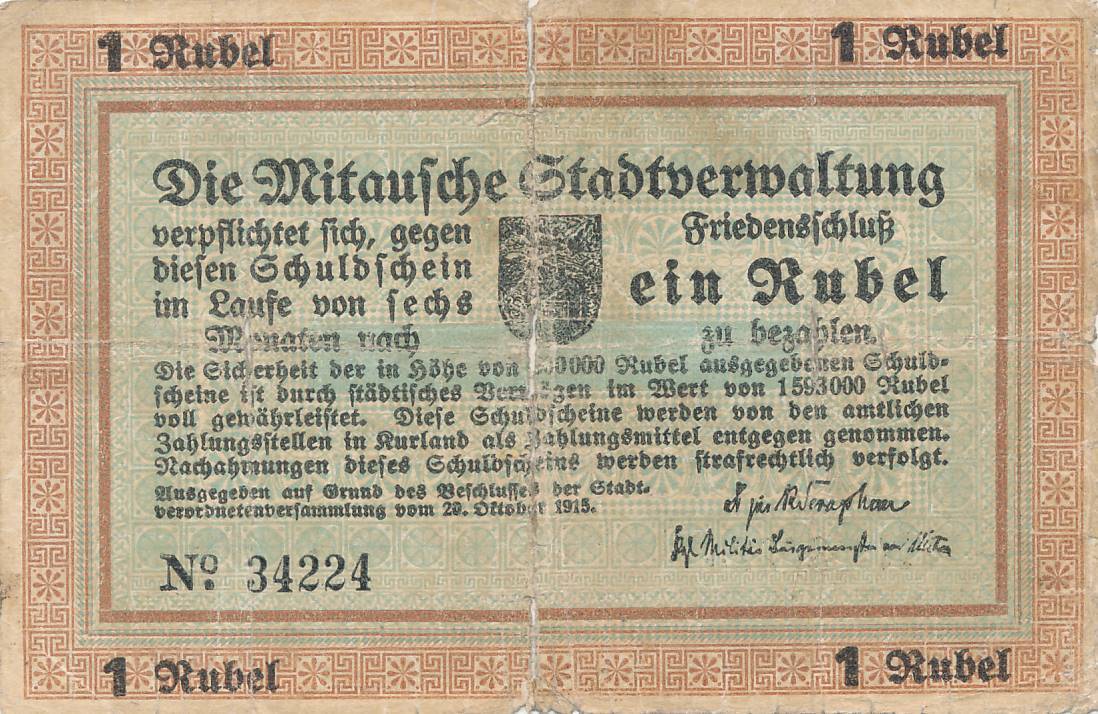 1 Rubel
1 Rubel
Die Mitausche Stadtverwaltung
verpflichtet sich, gegen
diesen Schuldschein
im Laufe von sechs
Monaten nach
Friedensschluß
ein Rubel
zu bezahlen.
Die Sicherheit der in Höhe von Rubel ausgegebenen Schuld-
scheine ist durch städtisches Vermögen im Wert von 1593000 Rubel
voll gewährleistet. Diese Schuldscheine werden von den amtlichen
Zahlungsstellen in Kurland als Zahlungsmittel entgegen genommen.
Nachahmungen dieses Schuldscheins werden strafrechtlich verfolgt.
Ausgegeben auf Grund des Beschlusses der Stadt-
verordnetenversammlung vom 20. Oktober 1915.
No. 34224
1 Rubel
1 Rubel